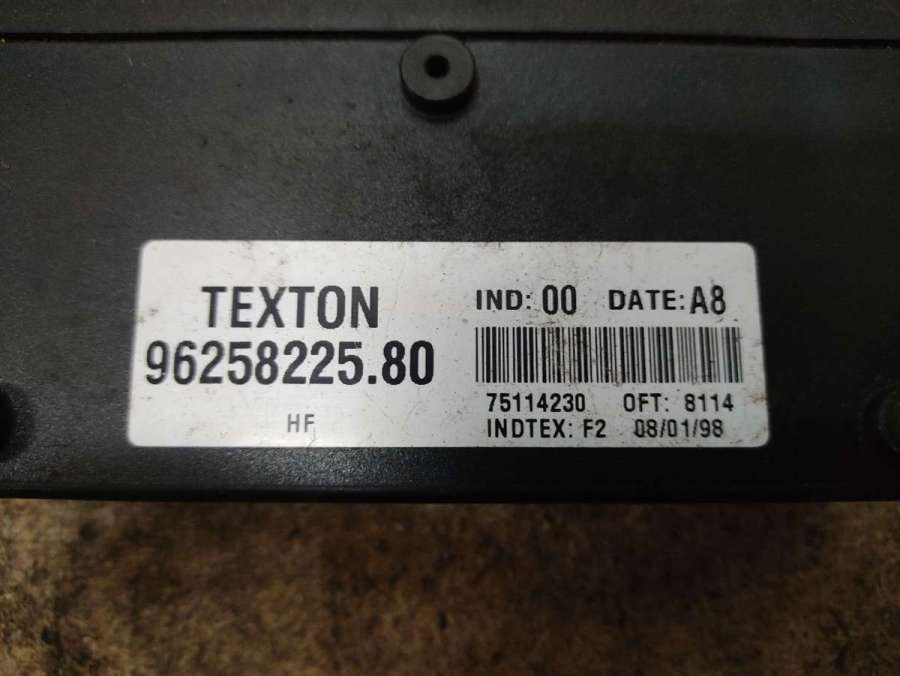 TEXTON
96258225.80
HF
IND: 00 DATE: A8
75114230 OFT: 8114
INDTEX: F2 08/01/98